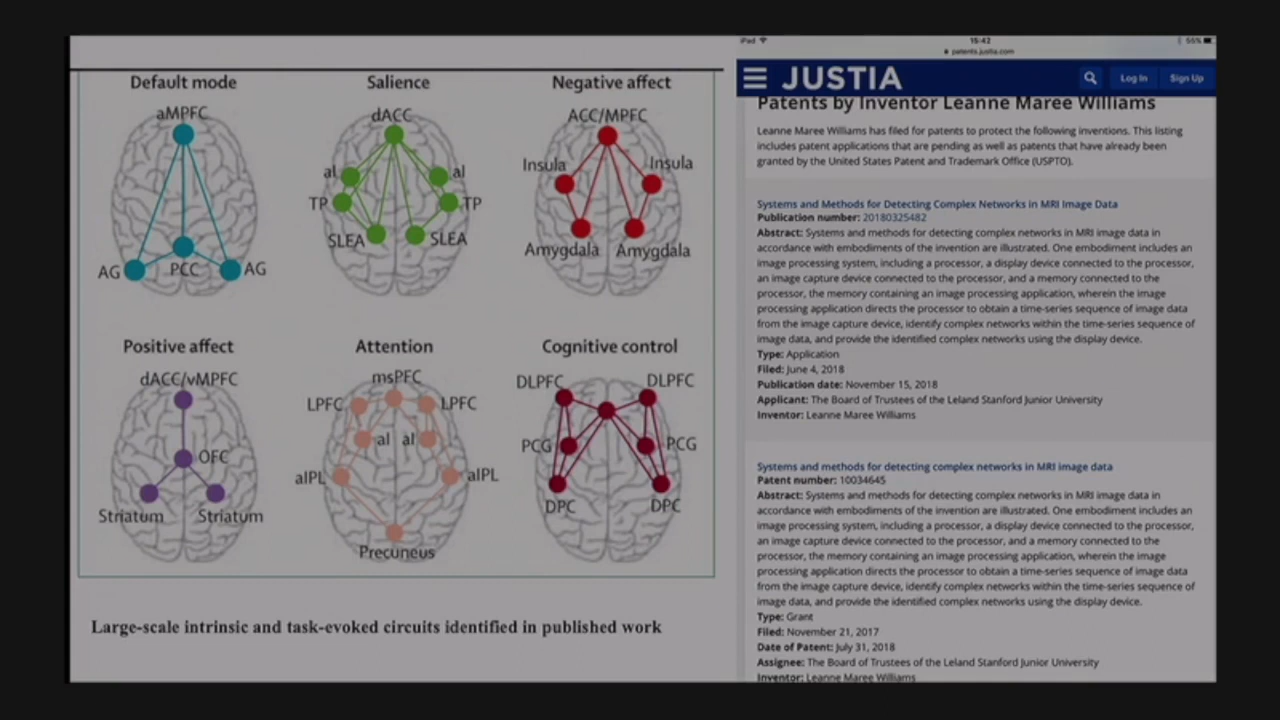 Default mode
Salience
Negative affect
aMPFC
dACC
ACC/MPFC
aI
aI
Insula
Insula
TP
TP
SLEA
SLEA
Amygdala
Amygdala
AG
PCC
AG
Positive affect
Attention
Cognitive control
dACC/vMPFC
msPFC
DLPFC
DLPFC
LPFC
LPFC
OFC
aI
aI
PCG
PCG
aIPL
aIPL
Striatum
Striatum
DPC
DPC
Precuneus
Large-scale intrinsic and task-evoked circuits identified in published work
iPad
15:42
55%
patents.justia.com
JUSTIA
Log In
Sign Up
Patents by Inventor Leanne Maree Williams
Leanne Maree Williams has filed for patents to protect the following inventions. This listing
includes patent applications that are pending as well as patents that have already been
granted by the United States Patent and Trademark Office (USPTO).
Systems and Methods for Detecting Complex Networks in MRI Image Data
Publication number: 20180325482
Abstract: Systems and methods for detecting complex networks in MRI image data in
accordance with embodiments of the invention are illustrated. One embodiment includes an
image processing system, including a processor, a display device connected to the processor,
an image capture device connected to the processor, and a memory connected to the
processor, the memory containing an image processing application, wherein the image
processing application directs the processor to obtain a time-series sequence of image data
from the image capture device, identify complex networks within the time-series sequence of
image data, and provide the identified complex networks using the display device.
Type: Application
Filed: June 4, 2018
Publication date: November 15, 2018
Applicant: The Board of Trustees of the Leland Stanford Junior University
Inventor: Leanne Maree Williams
Systems and methods for detecting complex networks in MRI image data
Patent number: 10034645
Abstract: Systems and methods for detecting complex networks in MRI image data in
accordance with embodiments of the invention are illustrated. One embodiment includes an
image processing system, including a processor, a display device connected to the processor,
an image capture device connected to the processor, and a memory connected to the
processor, the memory containing an image processing application, wherein the image
processing application directs the processor to obtain a time-series sequence of image data
from the image capture device, identify complex networks within the time-series sequence of
image data, and provide the identified complex networks using the display device.
Type: Grant
Filed: November 21, 2017
Date of Patent: July 31, 2018
Assignee: The Board of Trustees of the Leland Stanford Junior University
Inventor: Leanne Maree Williams